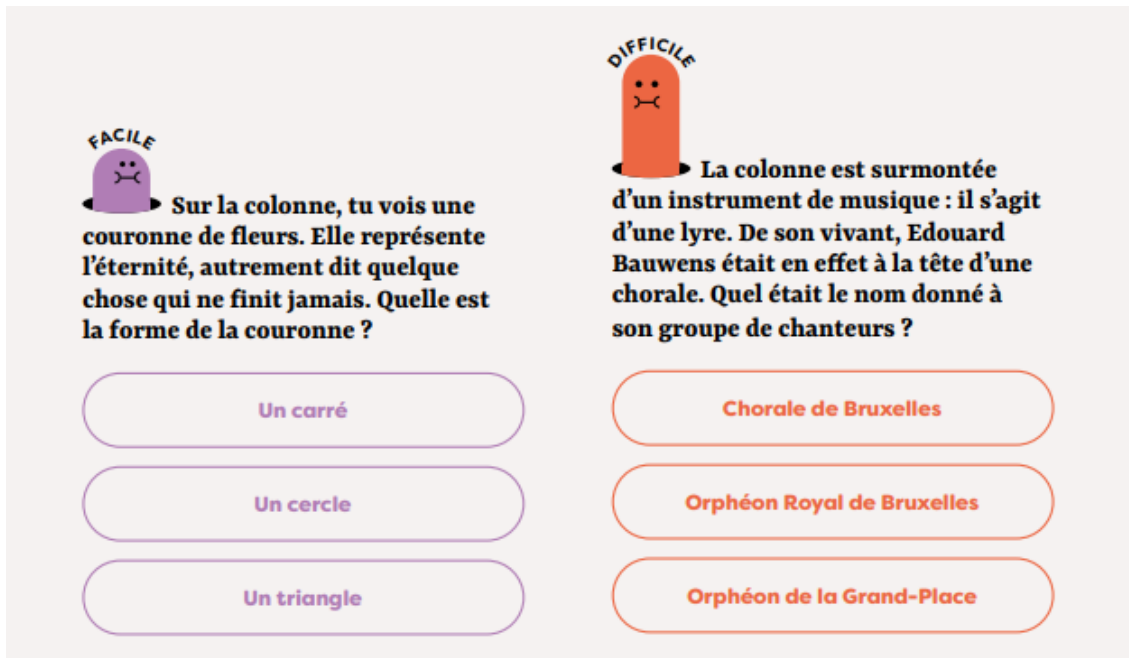 FACILE
Sur la colonne, tu vois une
couronne de fleurs. Elle représente
l’éternité, autrement dit quelque
chose qui ne finit jamais. Quelle est
la forme de la couronne ?
Un carré
Un cercle
Un triangle
DIFFICILE
La colonne est surmontée
d’un instrument de musique : il s’agit
d’une lyre. De son vivant, Edouard
Bauwens était en effet à la tête d’une
chorale. Quel était le nom donné à
son groupe de chanteurs ?
Chorale de Bruxelles
Orphéon Royal de Bruxelles
Orphéon de la Grand-Place